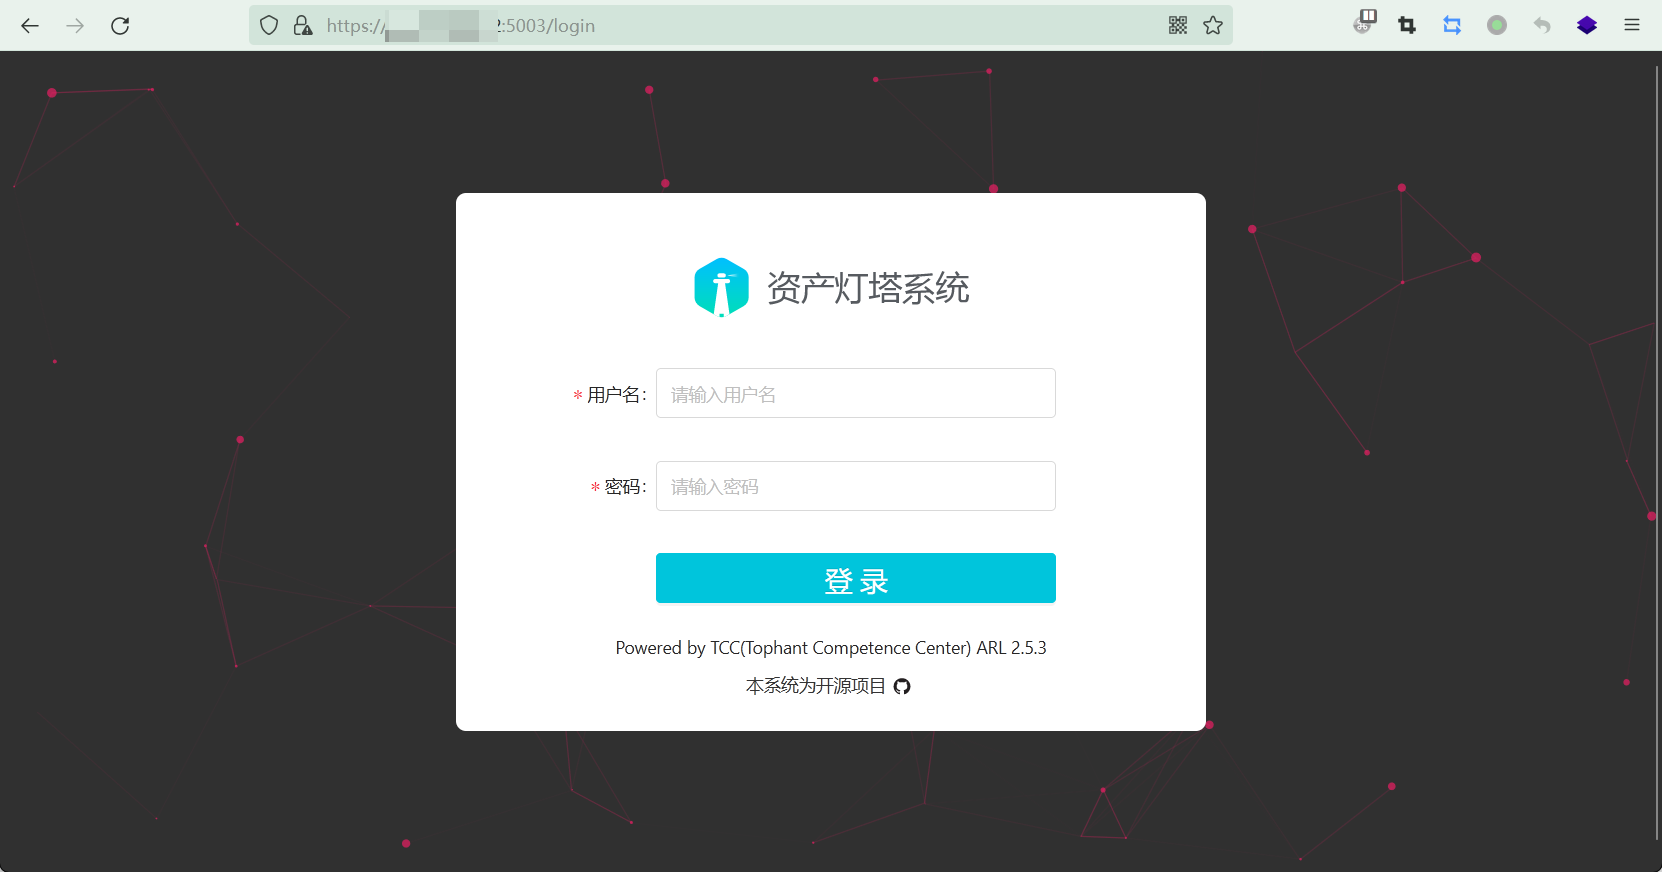 https://2:5003/login
资产灯塔系统
* 用户名：
请输入用户名
* 密码：
请输入密码
登录
Powered by TCC(Tophant Competence Center) ARL 2.5.3
本系统为开源项目